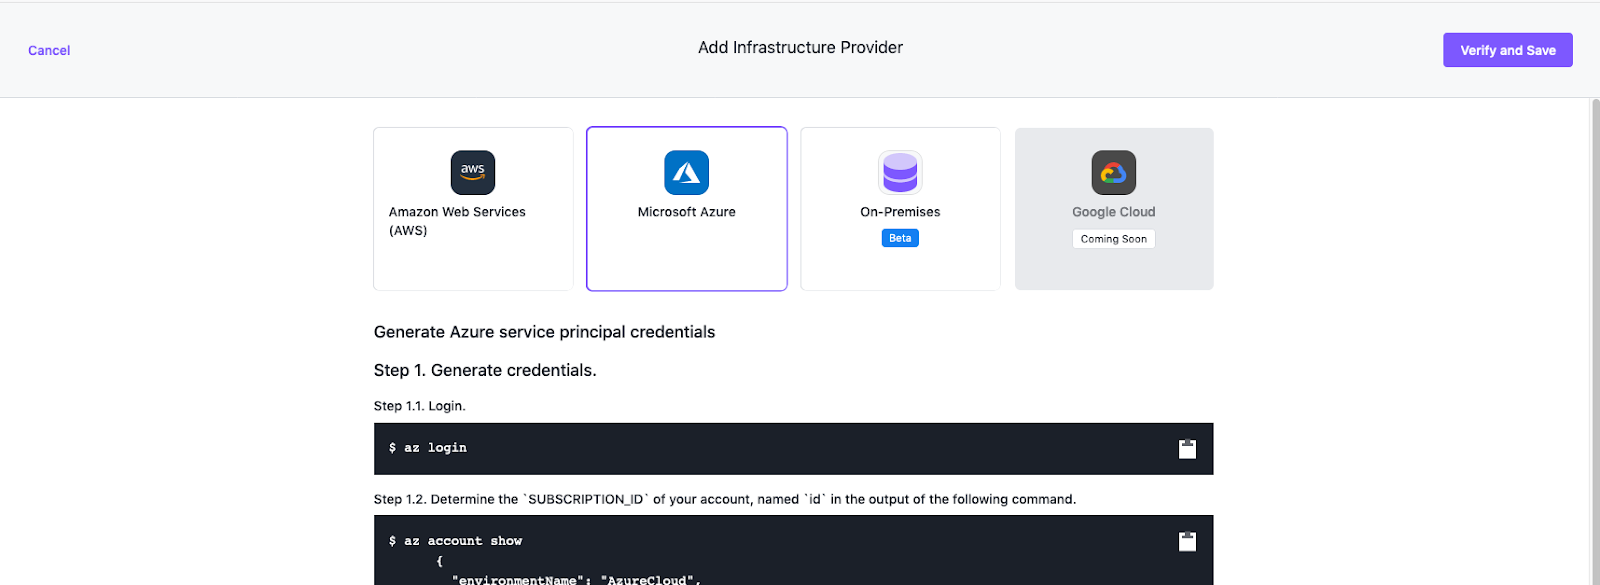 Cancel
Add Infrastructure Provider
Verify and Save
aws
Amazon Web Services
(AWS)
Microsoft Azure
On-Premises
Beta
Google Cloud
Coming Soon
Generate Azure service principal credentials
Step 1. Generate credentials.
Step 1.1. Login.
$ az login
Step 1.2. Determine the `SUBSCRIPTION_ID` of your account, named `id` in the output of the following command.
$ az account show
{
"environmentName": "AzureCloud",